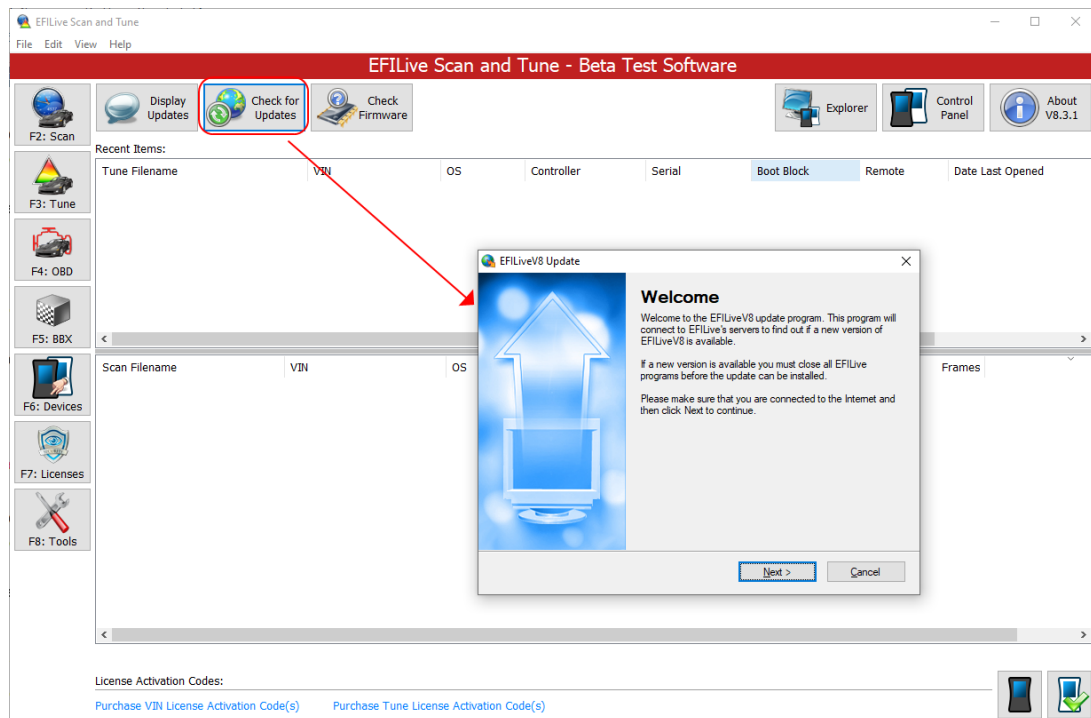 EFILive Scan and Tune
File Edit View Help
EFILive Scan and Tune - Beta Test Software
F2: Scan
Display
Updates
Check for
Updates
Check
Firmware
Explorer
Control
Panel
About
V8.3.1
Recent Items:
Tune Filename VIN OS Controller Serial Boot Block Remote Date Last Opened
F3: Tune
F4: OBD
F5: BBX
F6: Devices
F7: Licenses
F8: Tools
Scan Filename VIN OS Frames
EFILiveV8 Update
Welcome
Welcome to the EFILiveV8 update program. This program will
connect to EFILive's servers to find out if a new version of
EFILiveV8 is available.
If a new version is available you must close all EFILive
programs before the update can be installed.
Please make sure that you are connected to the Internet and
then click Next to continue.
Next >
Cancel
License Activation Codes:
Purchase VIN License Activation Code(s) Purchase Tune License Activation Code(s)